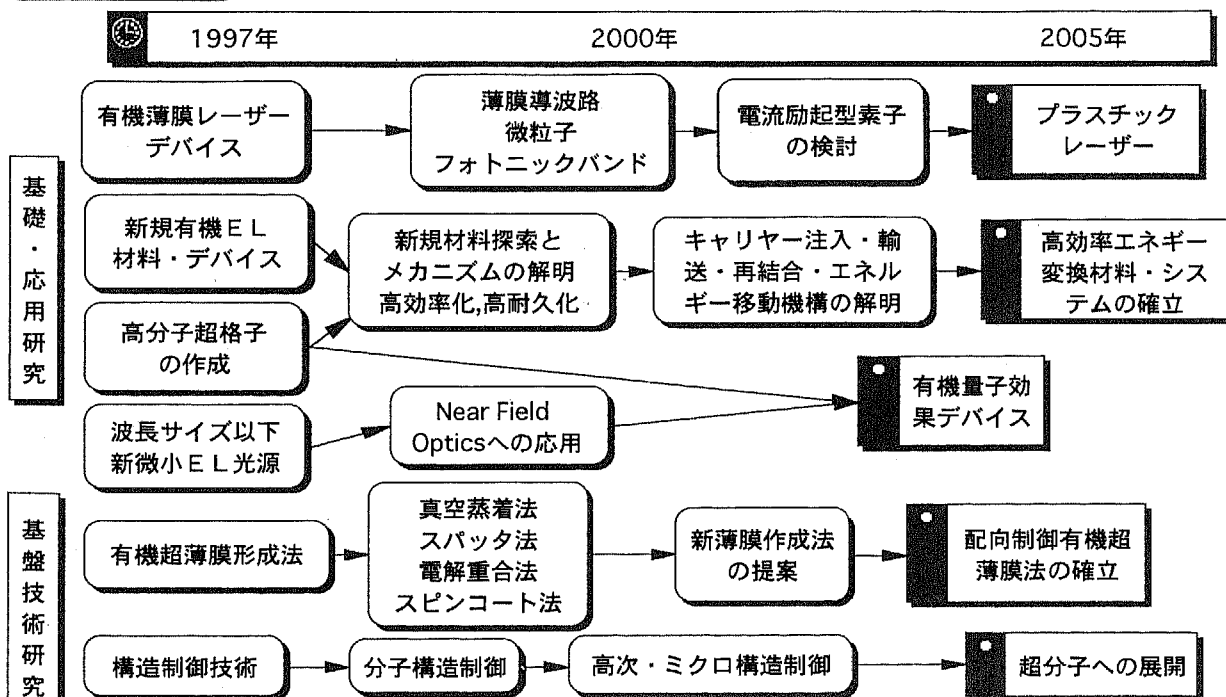 1997年
2000年
2005年
基礎・応用研究
有機薄膜レーザー
デバイス
薄膜導波路
微粒子
フォトニックバンド
電流励起型素子
の検討
プラスチック
レーザー
新規有機ＥＬ
材料・デバイス
新規材料探索と
メカニズムの解明
高効率化,高耐久化
キャリヤー注入・輸
送・再結合・エネル
ギー移動機構の解明
高効率エネギー
変換材料・シス
テムの確立
高分子超格子
の作成
有機量子効
果デバイス
波長サイズ以下
新微小ＥＬ光源
Near Field
Opticsへの応用
基盤技術研究
有機超薄膜形成法
真空蒸着法
スパッタ法
電解重合法
スピンコート法
新薄膜作成法
の提案
配向制御有機超
薄膜法の確立
構造制御技術
分子構造制御
高次・ミクロ構造制御
超分子への展開